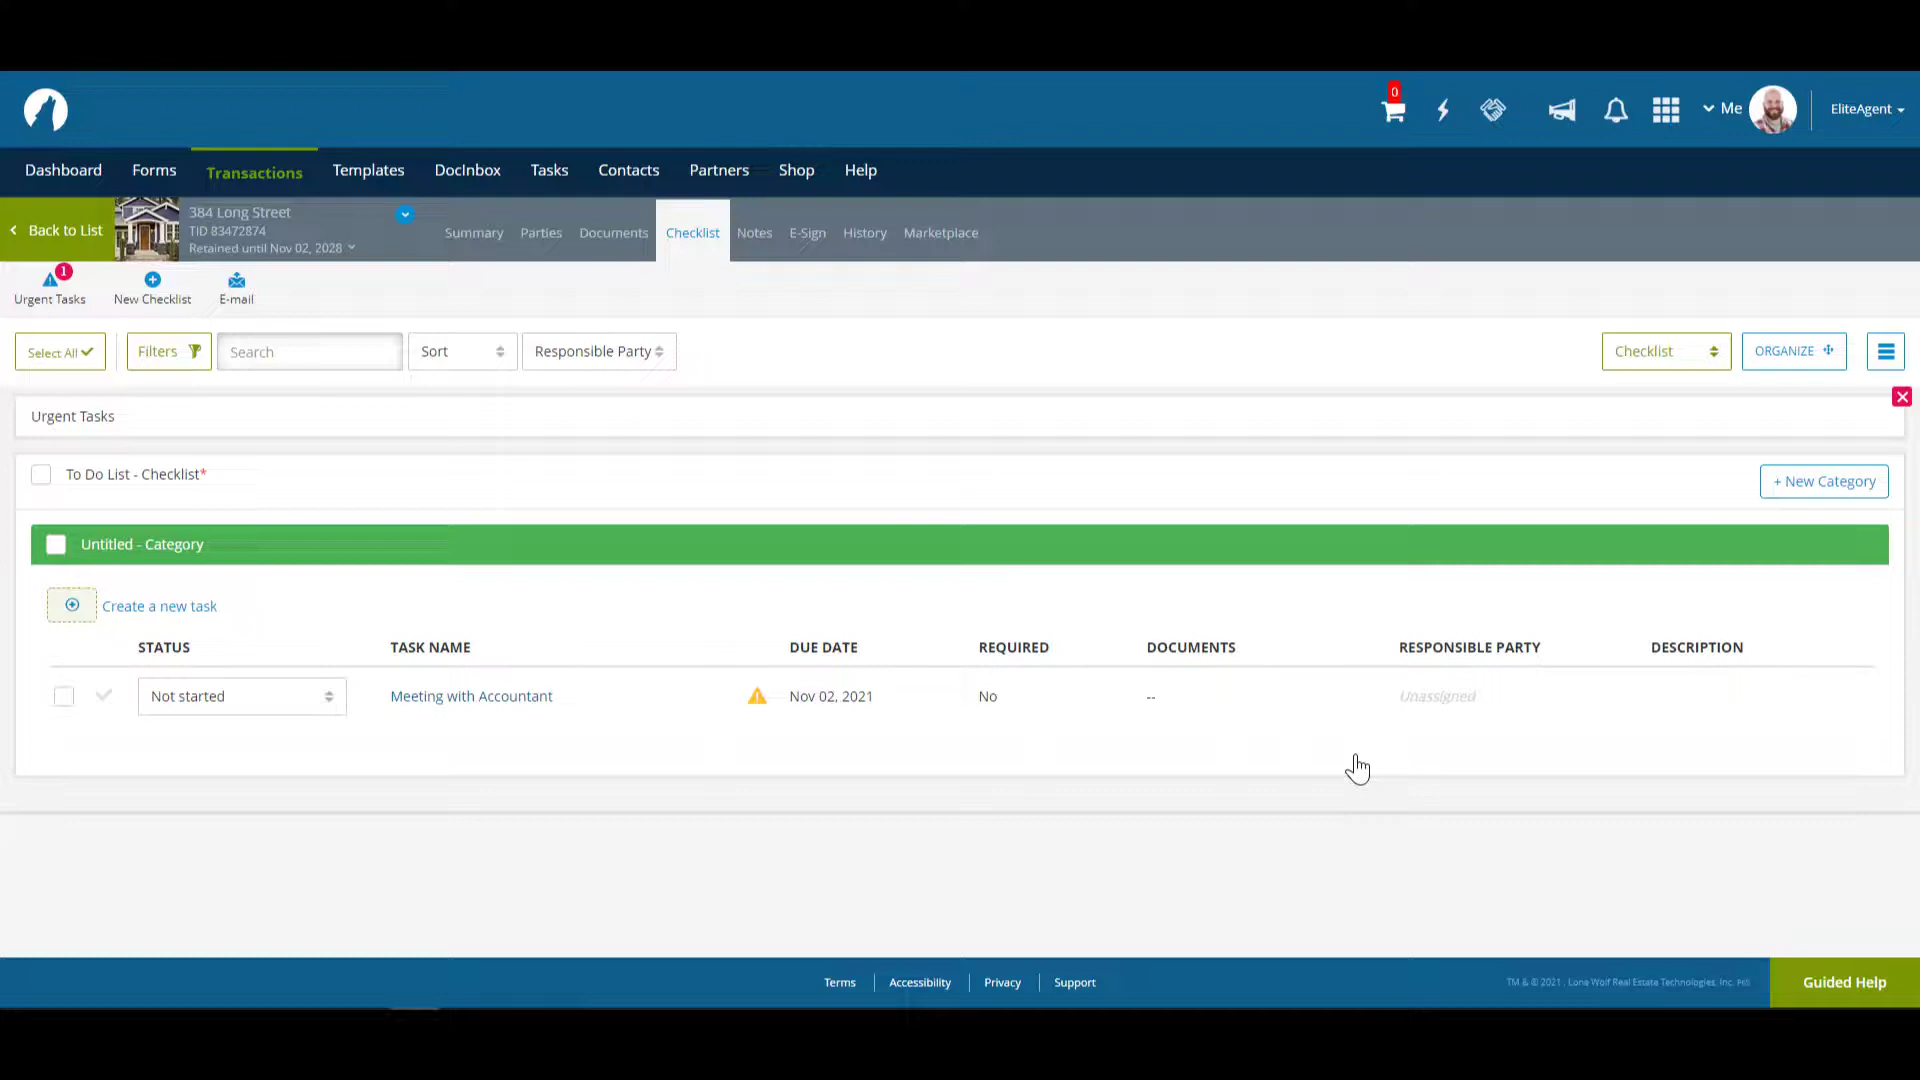 0
Me
EliteAgent
Dashboard Forms Transactions Templates DocInbox Tasks Contacts Partners Shop Help
Back to List
384 Long Street
TID 83472874
Retained until Nov 02, 2028
Summary Parties Documents Checklist Notes E-Sign History Marketplace
1
Urgent Tasks New Checklist E-mail
Select All Filters Search Sort Responsible Party Checklist ORGANIZE
Urgent Tasks
To Do List - Checklist*
+ New Category
Untitled - Category
Create a new task
STATUS TASK NAME DUE DATE REQUIRED DOCUMENTS RESPONSIBLE PARTY DESCRIPTION
Not started Meeting with Accountant Nov 02, 2021 No -- Unassigned
Terms Accessibility Privacy Support
TM & © 2021 . Lone Wolf Real Estate Technologies, Inc.
Guided Help